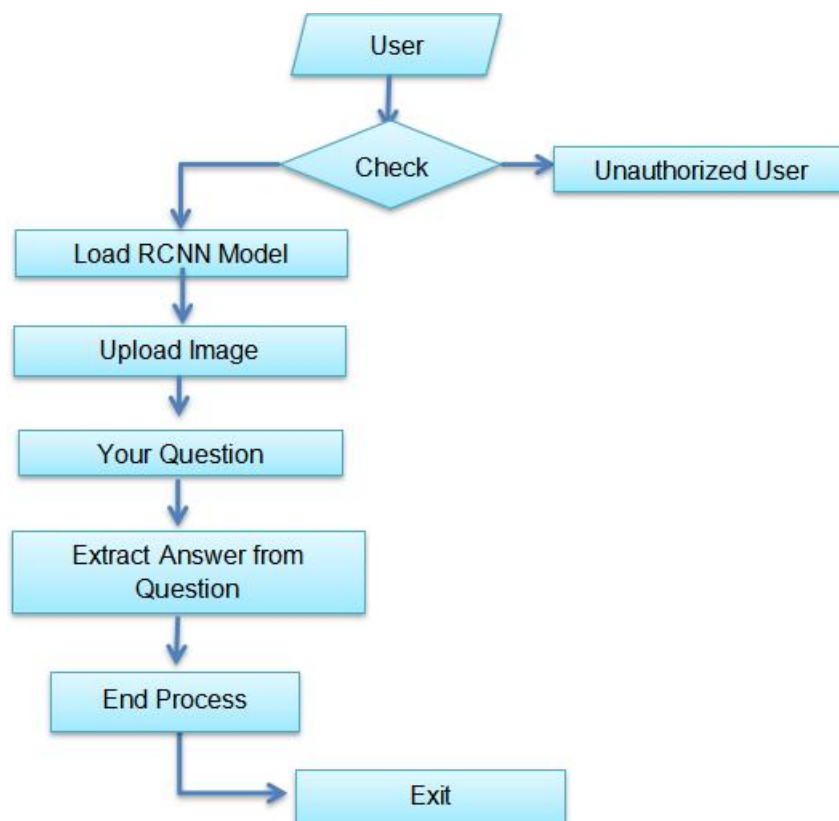 User
Check
Unauthorized User
Load RCNN Model
Upload Image
Your Question
Extract Answer from
Question
End Process
Exit